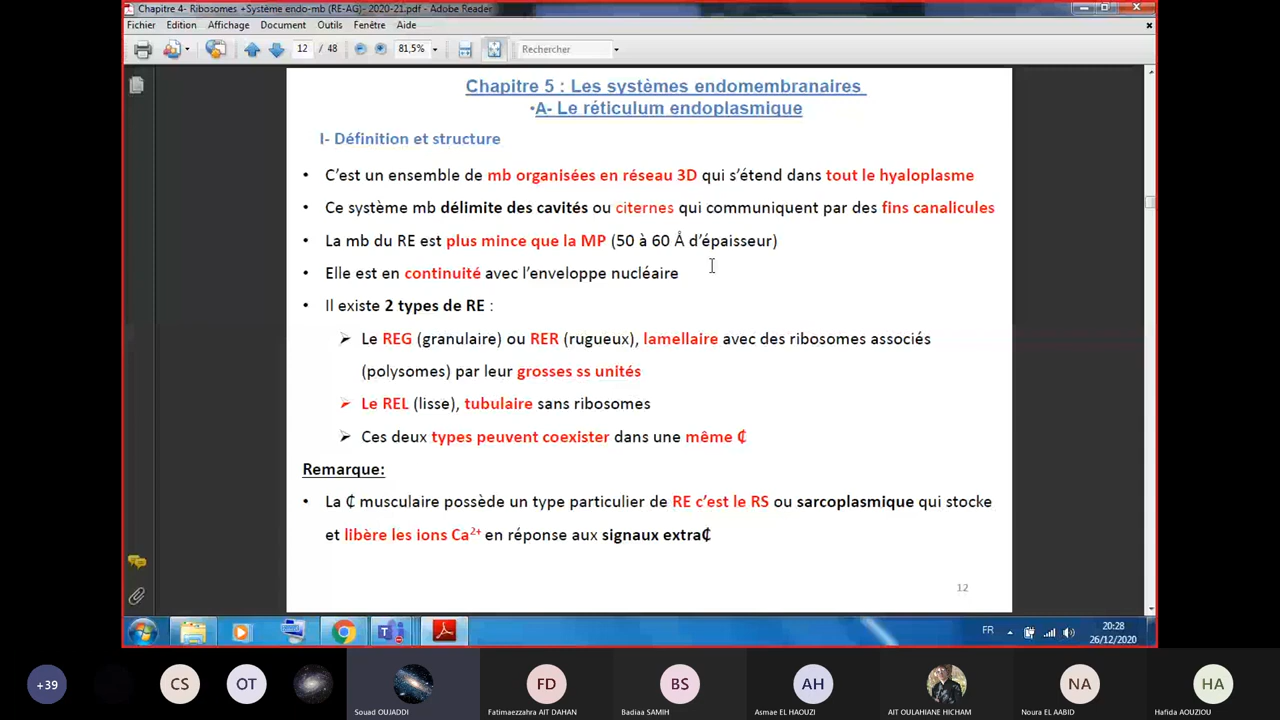 Chapitre 4- Ribosomes +Système endo-mb (RE-AG)- 2020-21.pdf - Adobe Reader
Fichier Edition Affichage Document Outils Fenêtre Aide
12 / 48 81,5% Rechercher
Chapitre 5 : Les systèmes endomembranaires
•A- Le réticulum endoplasmique
I- Définition et structure
• C’est un ensemble de mb organisées en réseau 3D qui s’étend dans tout le hyaloplasme
• Ce système mb délimite des cavités ou citernes qui communiquent par des fins canalicules
• La mb du RE est plus mince que la MP (50 à 60 Å d’épaisseur)
• Elle est en continuité avec l’enveloppe nucléaire
• Il existe 2 types de RE :
➢ Le REG (granulaire) ou RER (rugueux), lamellaire avec des ribosomes associés
(polysomes) par leur grosses ss unités
➢ Le REL (lisse), tubulaire sans ribosomes
➢ Ces deux types peuvent coexister dans une même ₵
Remarque:
• La ₵ musculaire possède un type particulier de RE c’est le RS ou sarcoplasmique qui stocke
et libère les ions Ca²⁺ en réponse aux signaux extra₵
12
FR 20:28
26/12/2020
+39 CS OT FD BS AH NA HA
Souad OUJADDI Fatimaezzahra AIT DAHAN Badiaa SAMIH Asmae EL HAOUZI AIT OULAHIANE HICHAM Noura EL AABID Hafida AOUZIOU